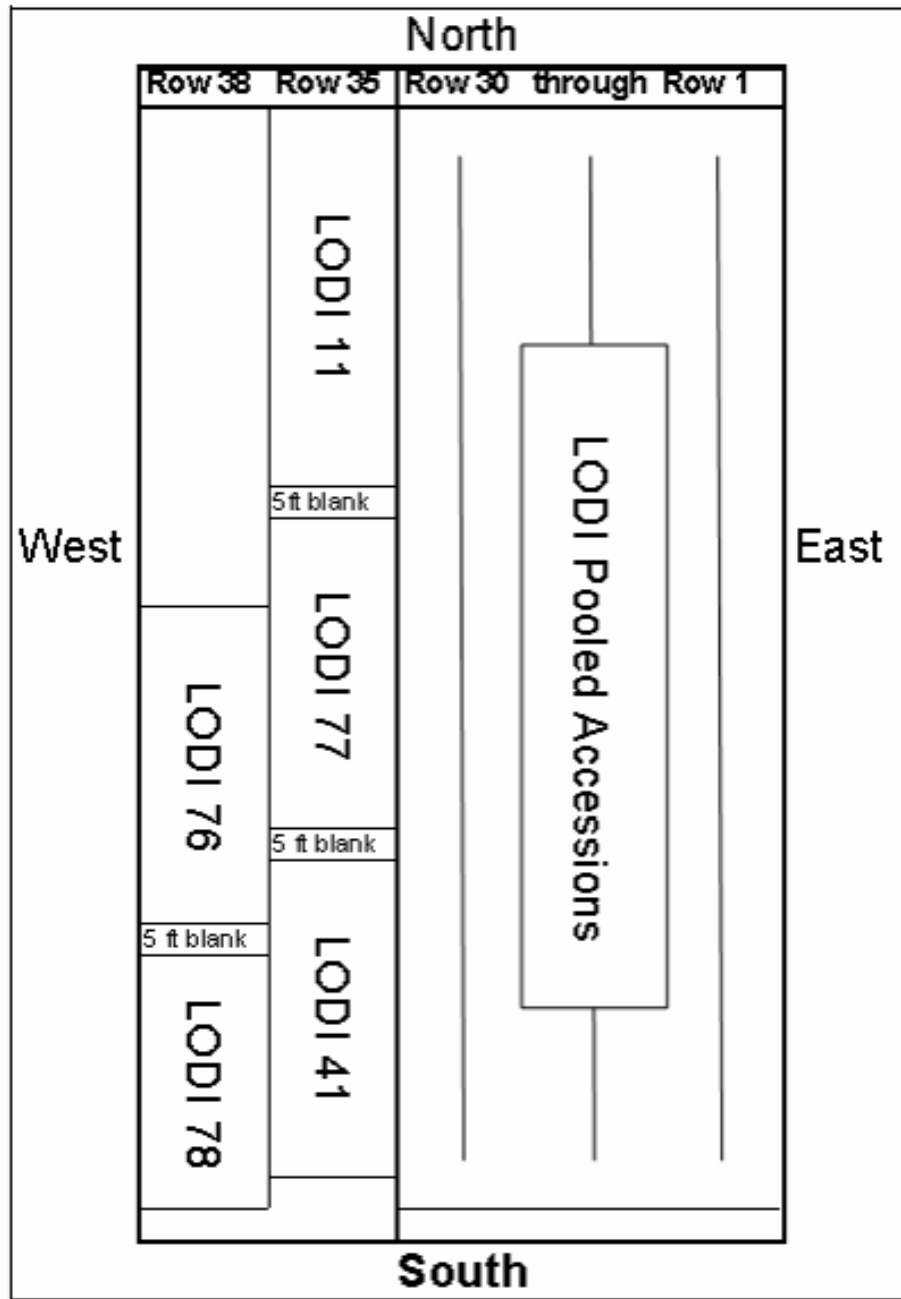 North
Row 38 Row 35 Row 30 through Row 1
LODI 11
5 ft blank
West
East
LODI 77
LODI Pooled Accessions
LODI 76
5 ft blank
5 ft blank
LODI 41
LODI 78
South